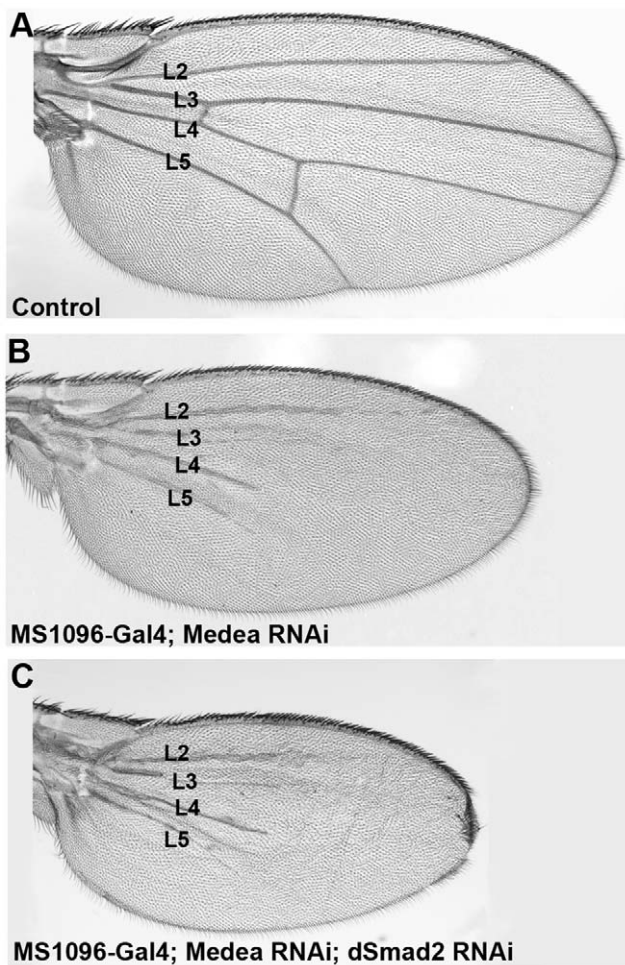 A
L2
L3
L4
L5
Control
B
L2
L3
L4
L5
MS1096-Gal4; Medea RNAi
C
L2
L3
L4
L5
MS1096-Gal4; Medea RNAi; dSmad2 RNAi